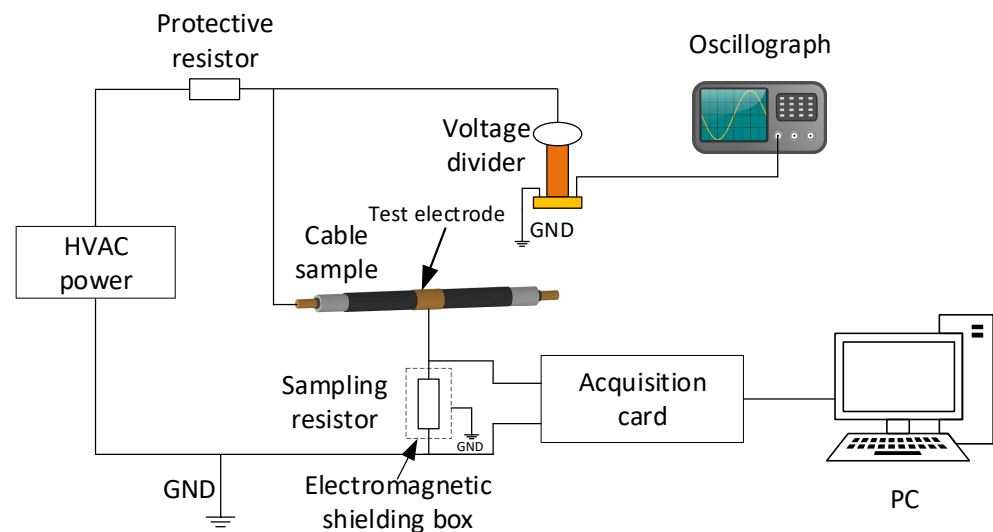 Protective
resistor
Oscillograph
Voltage
divider
Test electrode
GND
Cable
sample
HVAC
power
Sampling
resistor
GND
Acquisition
card
GND
Electromagnetic
shielding box
PC